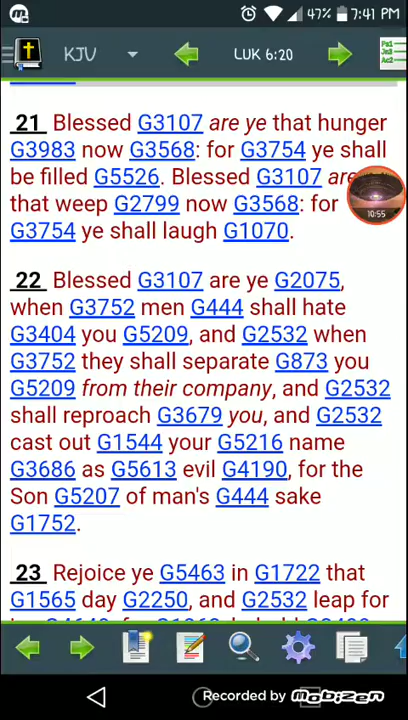 47% 7:41 PM
KJV LUK 6:20 Ps1
Jn3
Ac2
21 Blessed G3107 are ye that hunger
G3983 now G3568: for G3754 ye shall
be filled G5526. Blessed G3107 are
that weep G2799 now G3568: for
G3754 ye shall laugh G1070.
10:55
22 Blessed G3107 are ye G2075,
when G3752 men G444 shall hate
G3404 you G5209, and G2532 when
G3752 they shall separate G873 you
G5209 from their company, and G2532
shall reproach G3679 you, and G2532
cast out G1544 your G5216 name
G3686 as G5613 evil G4190, for the
Son G5207 of man's G444 sake
G1752.
23 Rejoice ye G5463 in G1722 that
G1565 day G2250, and G2532 leap for
Recorded by mobizen